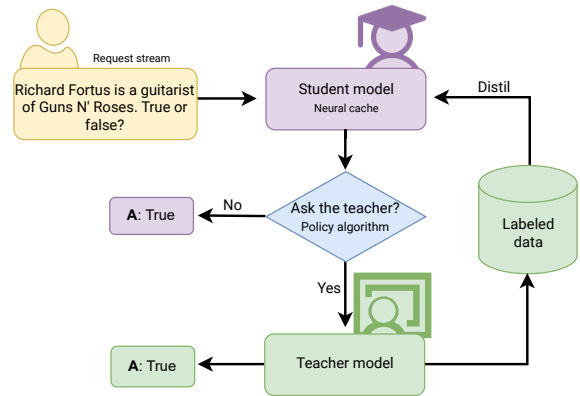 Request stream
Richard Fortus is a guitarist
of Guns N' Roses. True or
false?
Student model
Neural cache
Distil
Ask the teacher?
Policy algorithm
No
A: True
Labeled
data
Yes
Teacher model
A: True